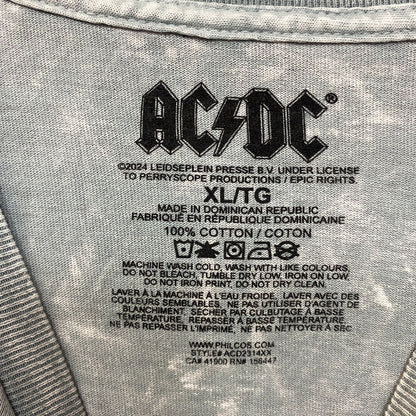 AC⚡DC®
©2024 LEIDSEPLEIN PRESSE B.V. UNDER LICENSE
TO PERRYSCOPE PRODUCTIONS / EPIC RIGHTS.
XL/TG
MADE IN DOMINICAN REPUBLIC
FABRIQUÉ EN RÉPUBLIQUE DOMINICAINE
100% COTTON / COTON
MACHINE WASH COLD, WASH WITH LIKE COLOURS,
DO NOT BLEACH, TUMBLE DRY LOW, IRON ON LOW,
DO NOT IRON PRINT, DO NOT DRY CLEAN
LAVER À LA MACHINE À L'EAU FROIDE, LAVER AVEC DES
COULEURS SEMBLABLES, NE PAS UTILISER D'AGENT DE
BLANCHIMENT, SÉCHER PAR CULBUTAGE À BASSE
TEMPÉRATURE, REPASSER À BASSE TEMPÉRATURE,
NE PAS REPASSER L'IMPRIMÉ, NE PAS NETTOYER À SEC
WWW.PHILCOS.COM
STYLE# ACD2314XX
CA# 41900 RN# 156447